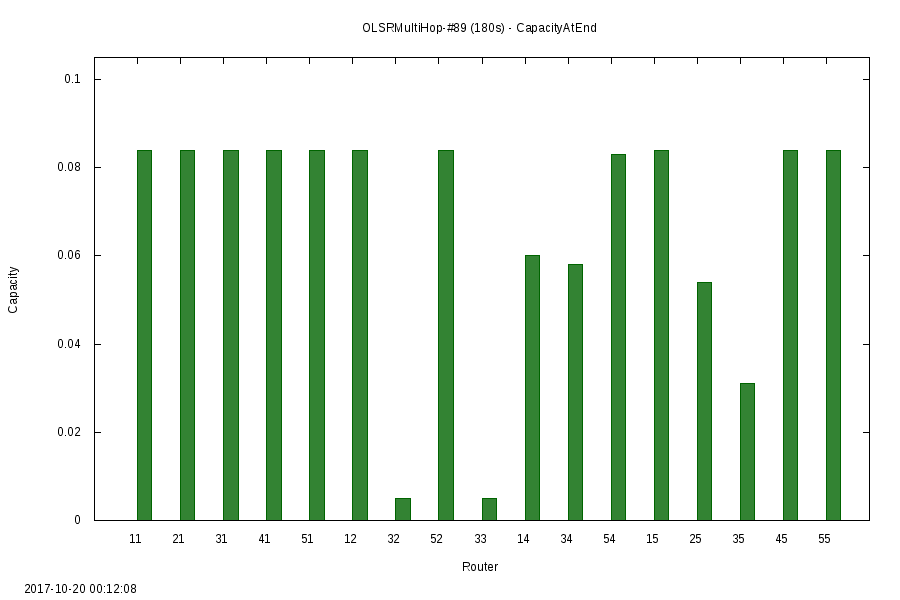 OLSRMultiHop-#89 (180s) - CapacityAtEnd
0.1
0.08
0.06
0.04
0.02
0
Capacity
11 21 31 41 51 12 32 52 33 14 34 54 15 25 35 45 55
Router
2017-10-20 00:12:08